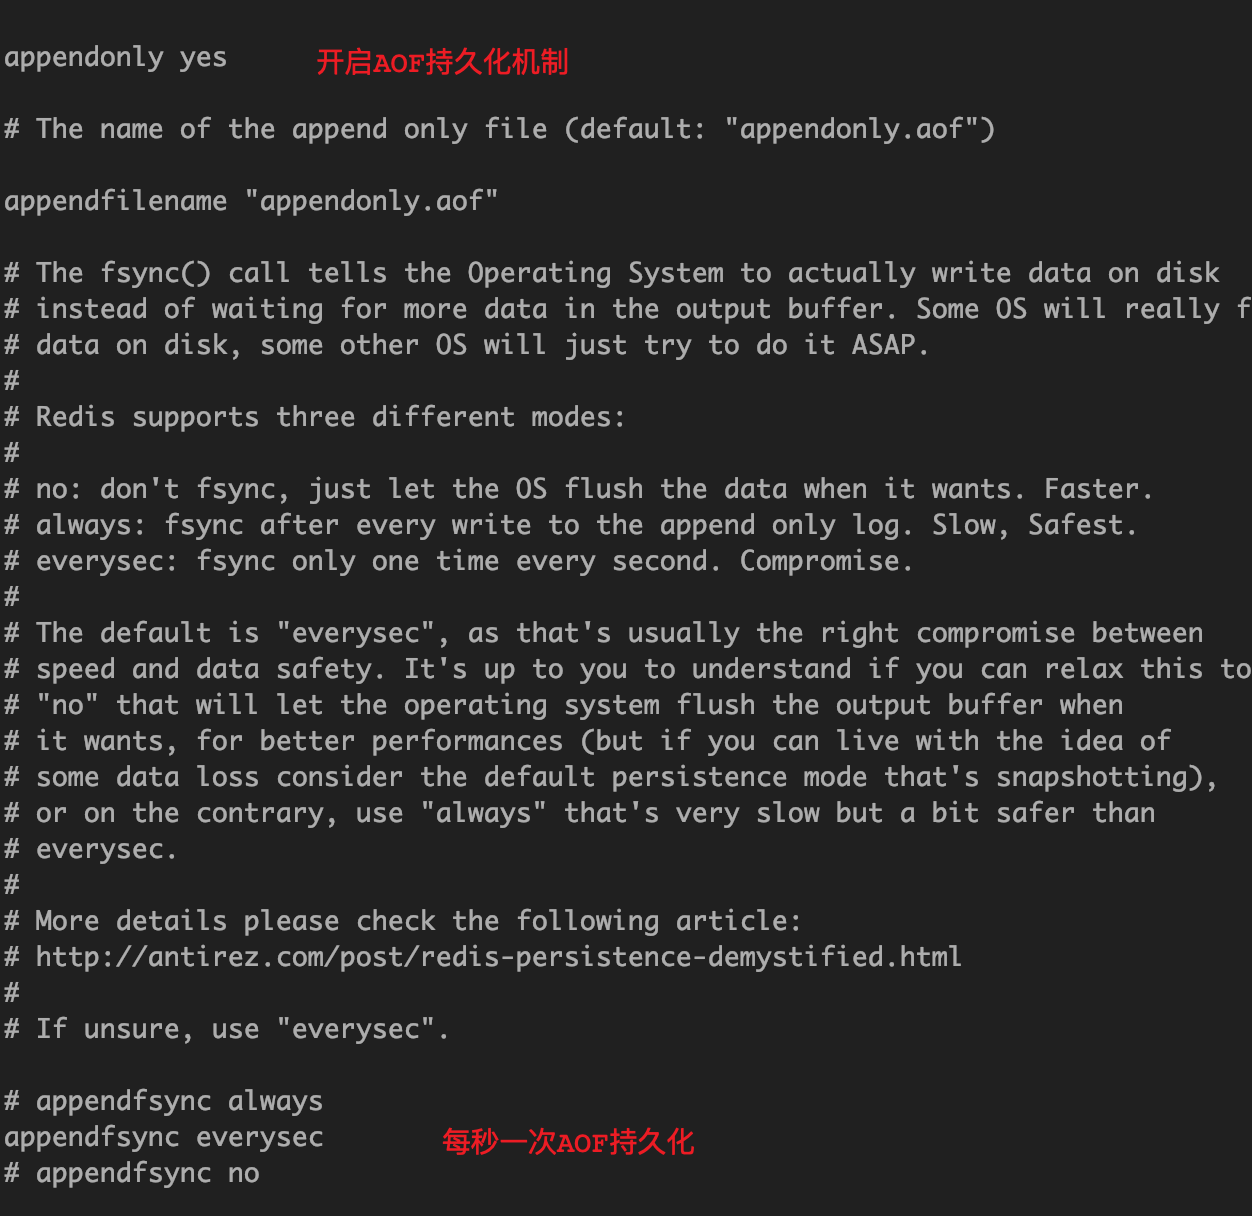 appendonly yes 开启AOF持久化机制
# The name of the append only file (default: "appendonly.aof")
appendfilename "appendonly.aof"
# The fsync() call tells the Operating System to actually write data on disk
# instead of waiting for more data in the output buffer. Some OS will really f
# data on disk, some other OS will just try to do it ASAP.
#
# Redis supports three different modes:
#
# no: don't fsync, just let the OS flush the data when it wants. Faster.
# always: fsync after every write to the append only log. Slow, Safest.
# everysec: fsync only one time every second. Compromise.
#
# The default is "everysec", as that's usually the right compromise between
# speed and data safety. It's up to you to understand if you can relax this to
# "no" that will let the operating system flush the output buffer when
# it wants, for better performances (but if you can live with the idea of
# some data loss consider the default persistence mode that's snapshotting),
# or on the contrary, use "always" that's very slow but a bit safer than
# everysec.
#
# More details please check the following article:
# http://antirez.com/post/redis-persistence-demystified.html
#
# If unsure, use "everysec".
# appendfsync always
appendfsync everysec 每秒一次AOF持久化
# appendfsync no